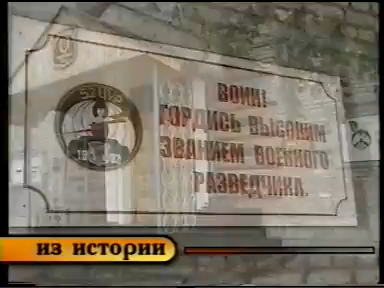 ВОИН!
ГОРДИСЬ ВЫСОКИМ
ЗВАНИЕМ ВОЕННОГО
РАЗВЕДЧИКА.
из истории